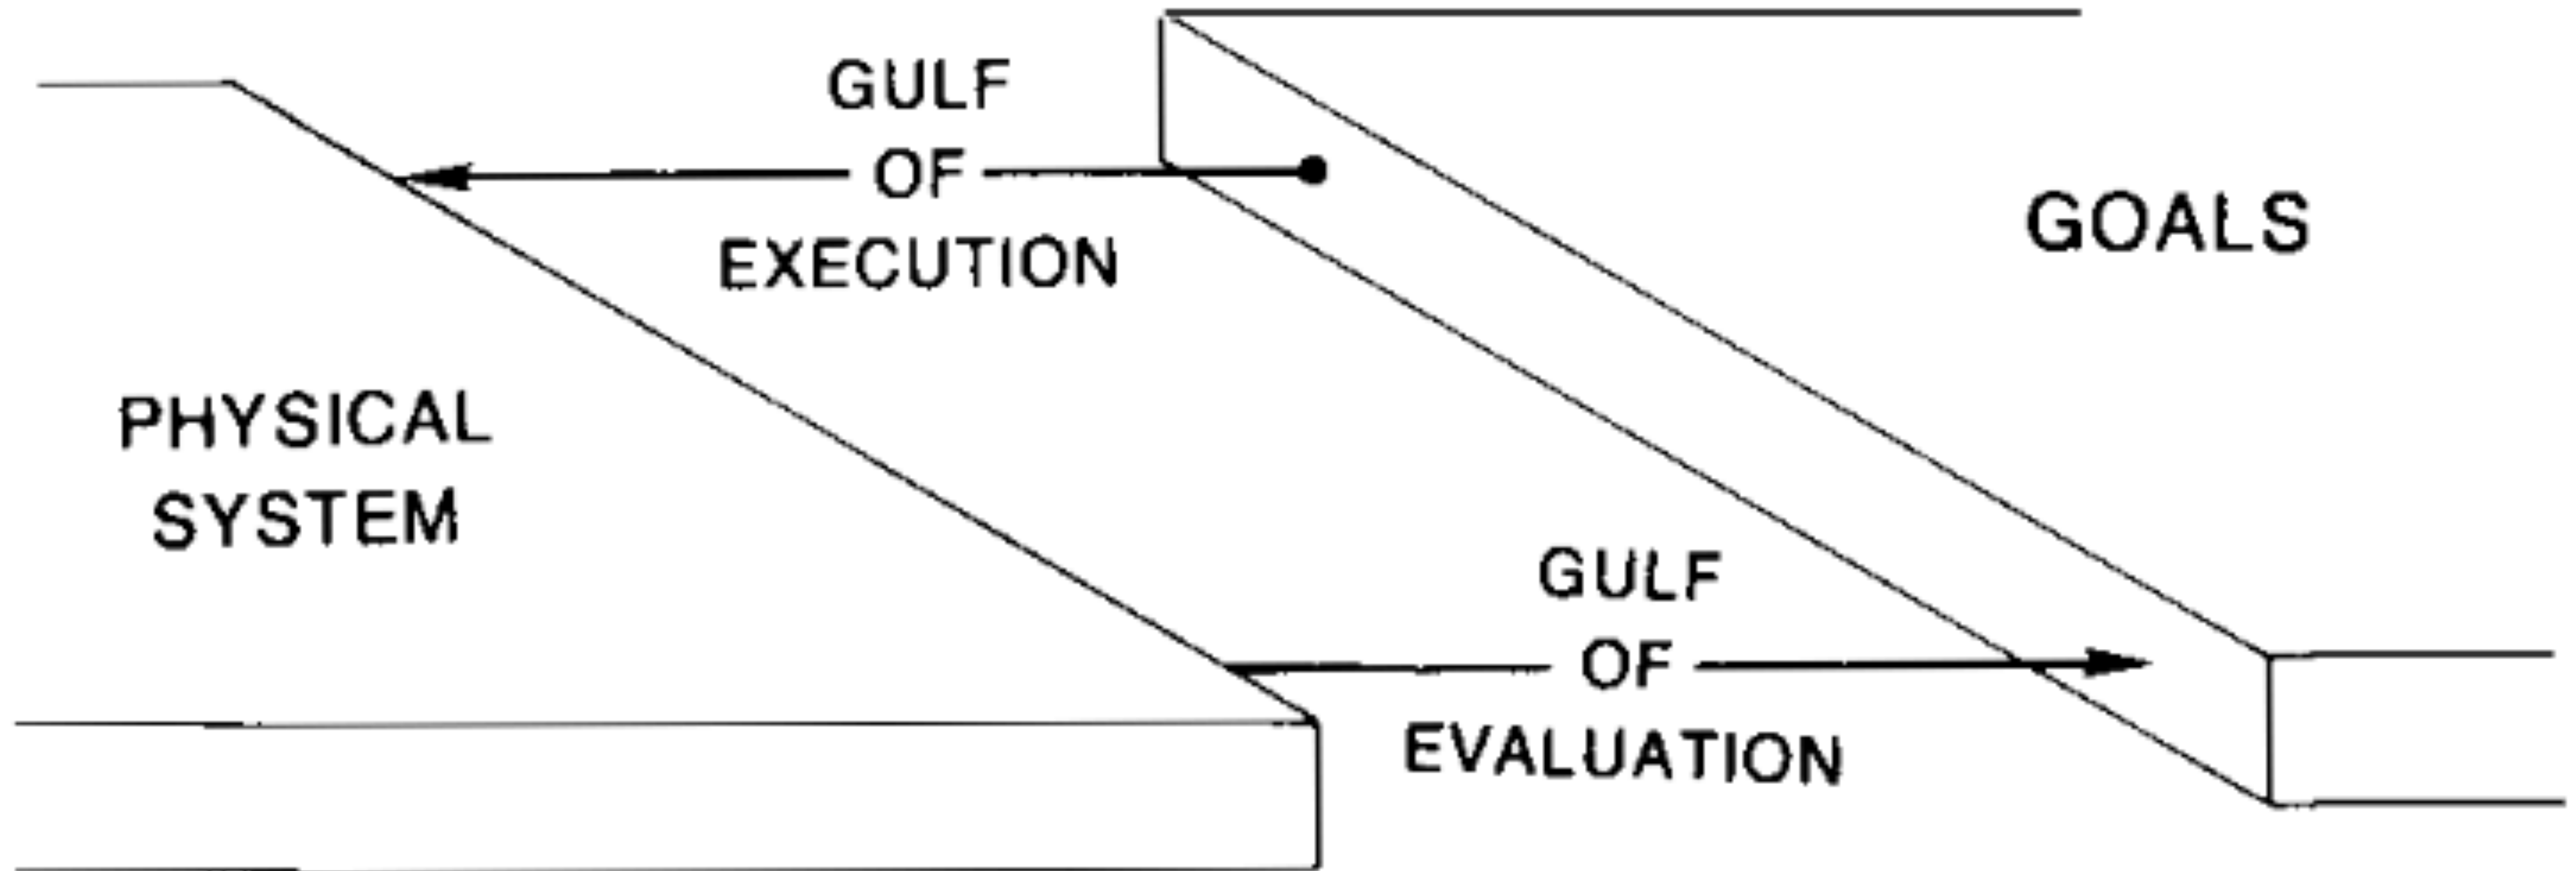 GULF
OF
EXECUTION
GOALS
PHYSICAL
SYSTEM
GULF
OF
EVALUATION